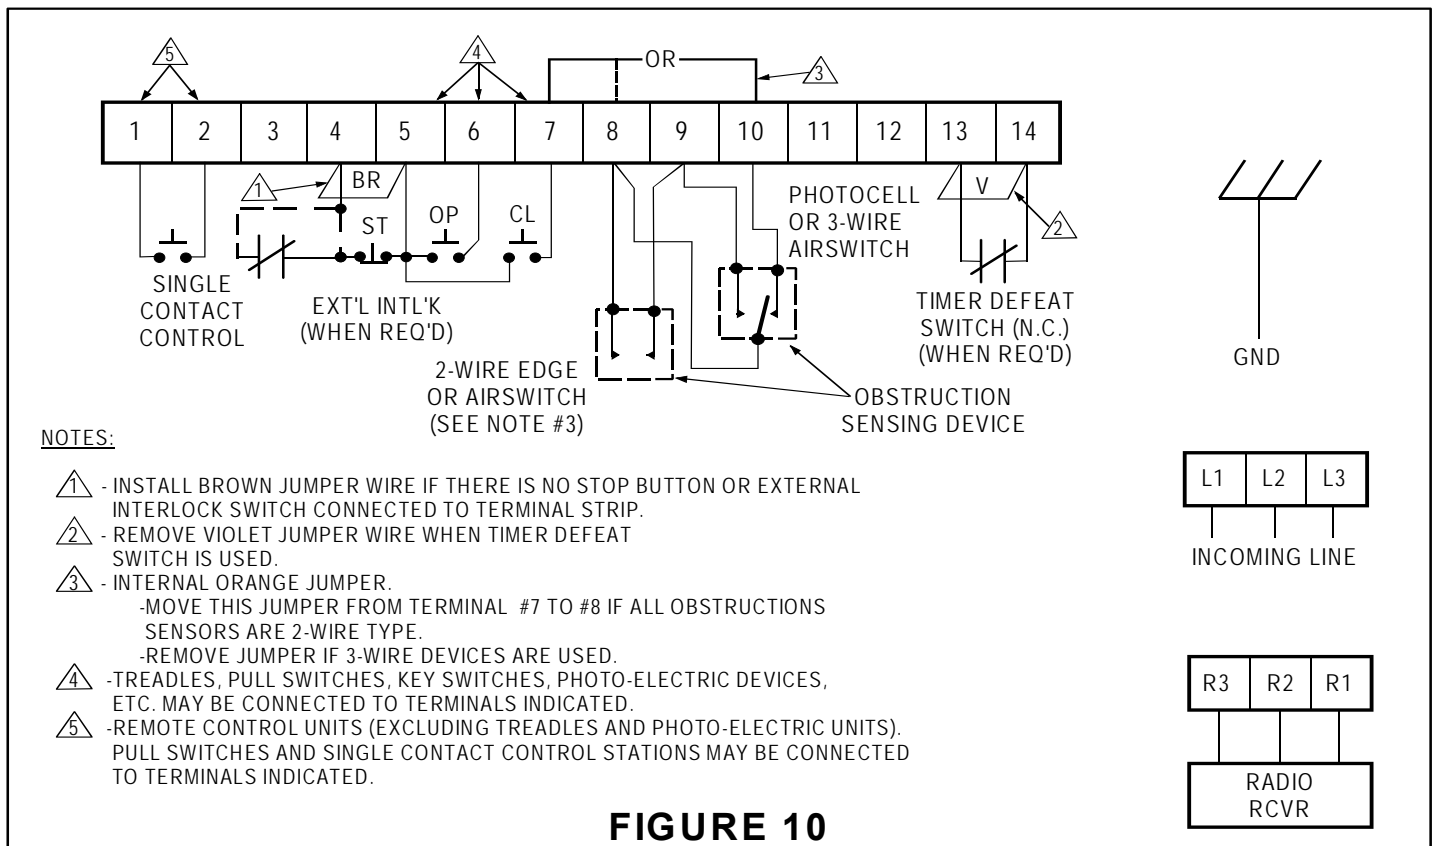 5
4
OR
3
1 2 3 4 5 6 7 8 9 10 11 12 13 14
1
BR
V
2
ST
OP
CL
PHOTOCELL
OR 3-WIRE
AIRSWITCH
SINGLE
CONTACT
CONTROL
EXT'L INTL'K
(WHEN REQ'D)
2-WIRE EDGE
OR AIRSWITCH
(SEE NOTE #3)
TIMER DEFEAT
SWITCH (N.C.)
(WHEN REQ'D)
OBSTRUCTION
SENSING DEVICE
GND
NOTES:
1 - INSTALL BROWN JUMPER WIRE IF THERE IS NO STOP BUTTON OR EXTERNAL
INTERLOCK SWITCH CONNECTED TO TERMINAL STRIP.
2 - REMOVE VIOLET JUMPER WIRE WHEN TIMER DEFEAT
SWITCH IS USED.
3 - INTERNAL ORANGE JUMPER.
-MOVE THIS JUMPER FROM TERMINAL #7 TO #8 IF ALL OBSTRUCTIONS
SENSORS ARE 2-WIRE TYPE.
-REMOVE JUMPER IF 3-WIRE DEVICES ARE USED.
4 -TREADLES, PULL SWITCHES, KEY SWITCHES, PHOTO-ELECTRIC DEVICES,
ETC. MAY BE CONNECTED TO TERMINALS INDICATED.
5 -REMOTE CONTROL UNITS (EXCLUDING TREADLES AND PHOTO-ELECTRIC UNITS).
PULL SWITCHES AND SINGLE CONTACT CONTROL STATIONS MAY BE CONNECTED
TO TERMINALS INDICATED.
L1 L2 L3
INCOMING LINE
R3 R2 R1
RADIO
RCVR
FIGURE 10